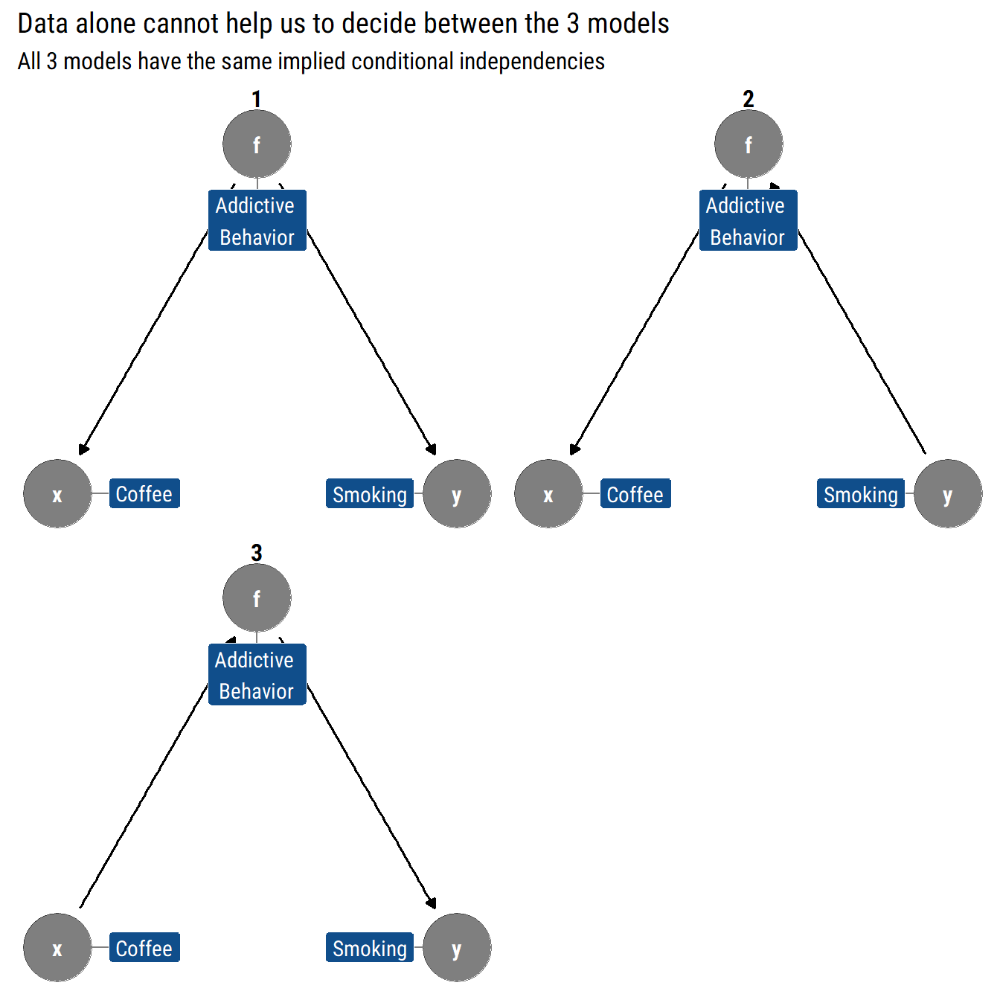 Data alone cannot help us to decide between the 3 models
All 3 models have the same implied conditional independencies
1
f
Addictive
Behavior
x
Coffee
Smoking
y
2
f
Addictive
Behavior
x
Coffee
Smoking
y
3
f
Addictive
Behavior
x
Coffee
Smoking
y